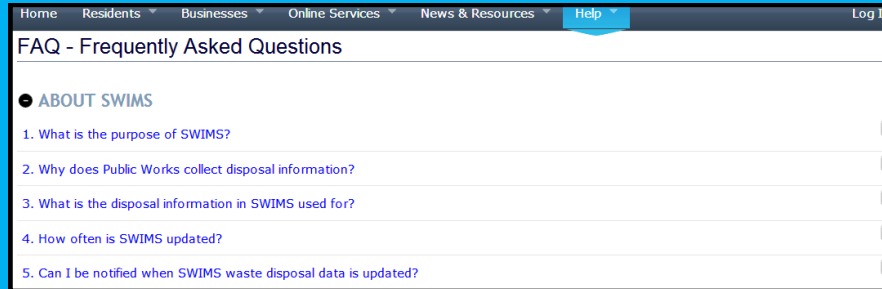 Home Residents Businesses Online Services News & Resources Help Log
FAQ - Frequently Asked Questions
ABOUT SWIMS
1. What is the purpose of SWIMS?
2. Why does Public Works collect disposal information?
3. What is the disposal information in SWIMS used for?
4. How often is SWIMS updated?
5. Can I be notified when SWIMS waste disposal data is updated?